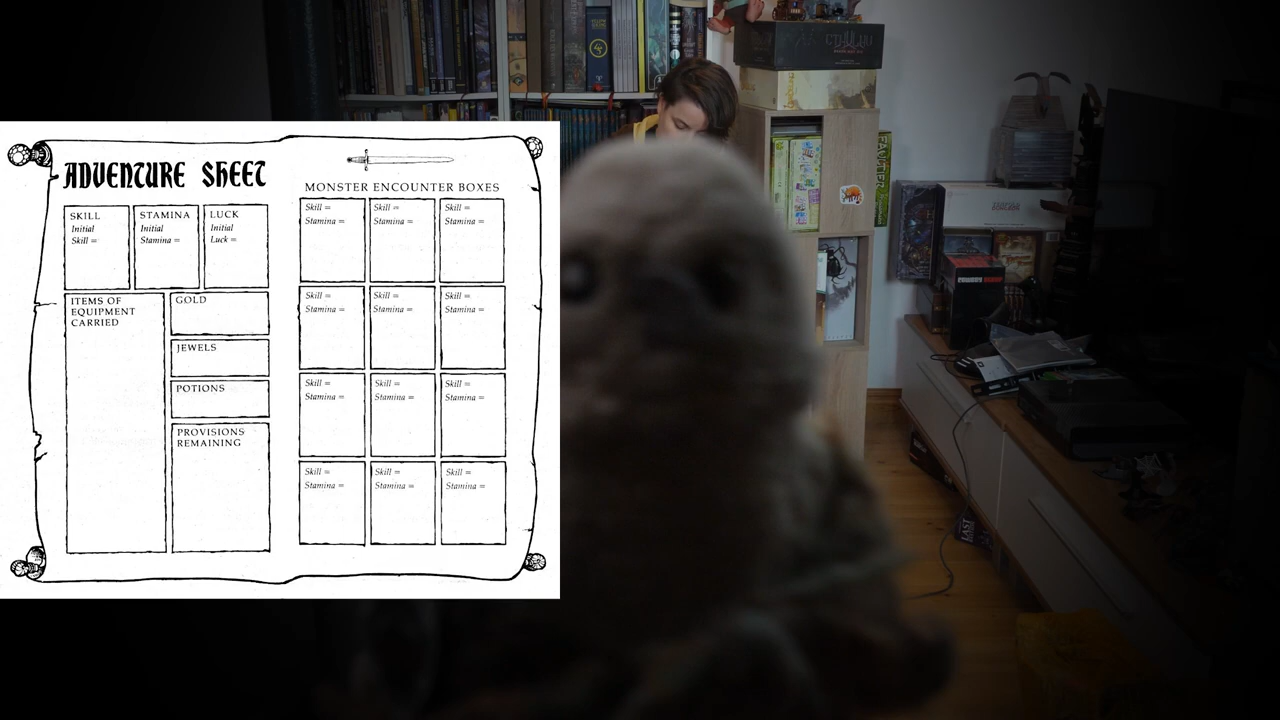 ADVENTURE SHEET
SKILL
Initial
Skill =
STAMINA
Initial
Stamina =
LUCK
Initial
Luck =
ITEMS OF
EQUIPMENT
CARRIED
GOLD
JEWELS
POTIONS
PROVISIONS
REMAINING
MONSTER ENCOUNTER BOXES
Skill =
Stamina =
Skill =
Stamina =
Skill =
Stamina =
Skill =
Stamina =
Skill =
Stamina =
Skill =
Stamina =
Skill =
Stamina =
Skill =
Stamina =
Skill =
Stamina =
Skill =
Stamina =
Skill =
Stamina =
Skill =
Stamina =
CTHULHU
LAST